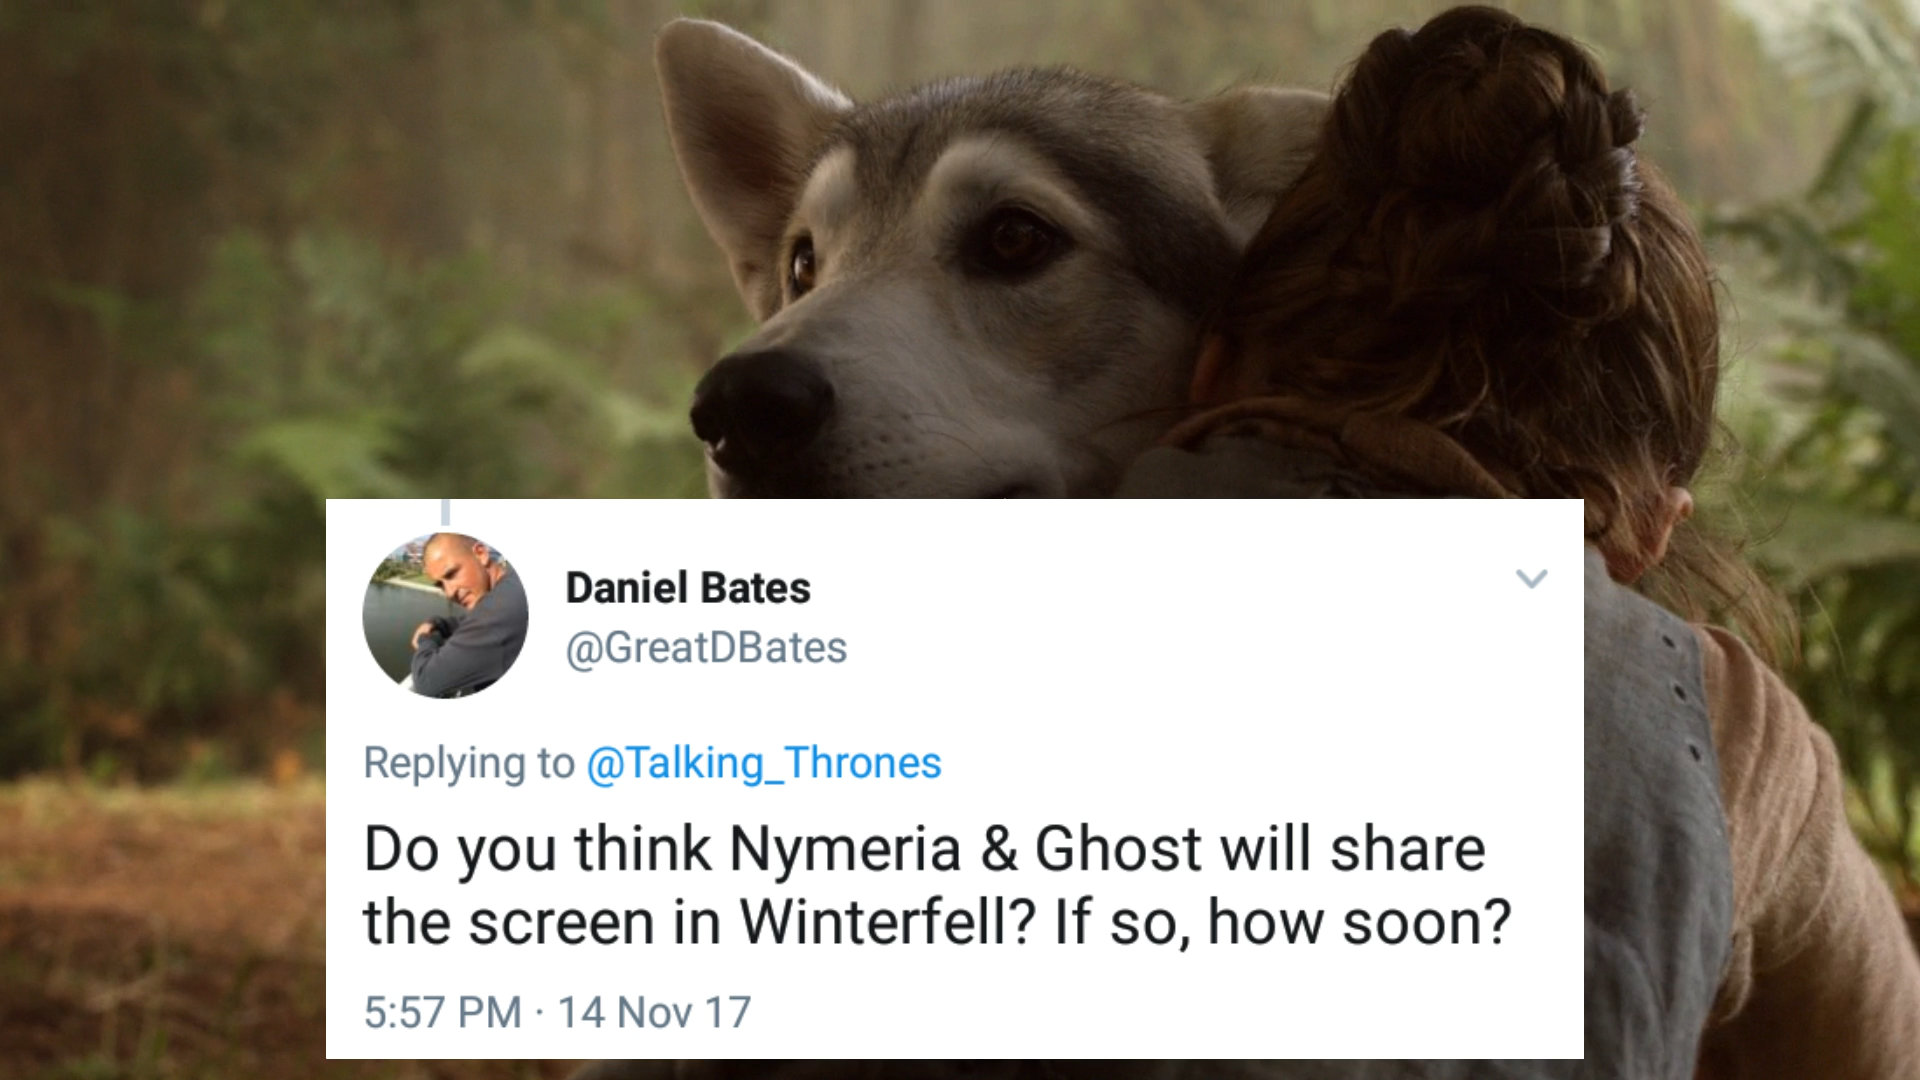 Daniel Bates
@GreatDBates
Replying to @Talking_Thrones
Do you think Nymeria & Ghost will share
the screen in Winterfell? If so, how soon?
5:57 PM · 14 Nov 17